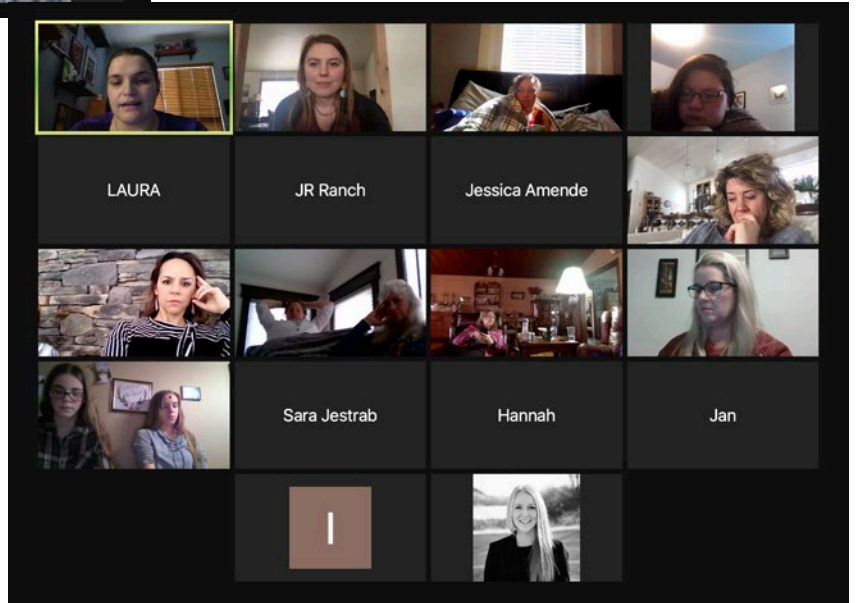 LAURA
JR Ranch
Jessica Amende
Sara Jestrab
Hannah
Jan
I